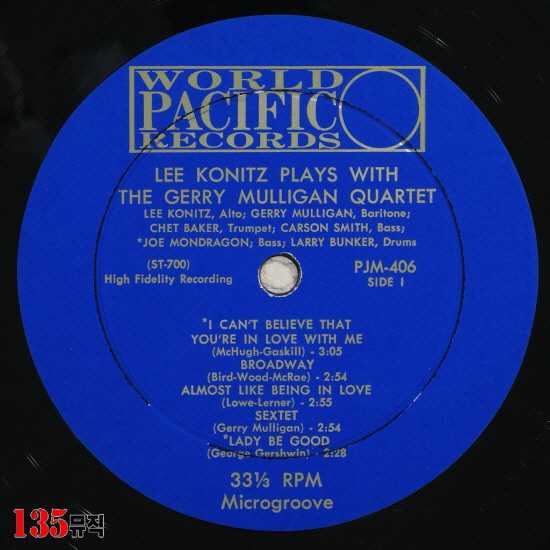 WORLD
PACIFIC
RECORDS
LEE KONITZ PLAYS WITH
THE GERRY MULLIGAN QUARTET
LEE KONITZ, Alto; GERRY MULLIGAN, Baritone;
CHET BAKER, Trumpet; CARSON SMITH, Bass;
*JOE MONDRAGON; Bass; LARRY BUNKER, Drums
(ST-700)
High Fidelity Recording
PJM-406
SIDE I
*I CAN'T BELIEVE THAT
YOU'RE IN LOVE WITH ME
(McHugh-Gaskill) - 3:05
BROADWAY
(Bird-Wood-McRae) - 2:54
ALMOST LIKE BEING IN LOVE
(Lowe-Lerner) - 2:55
SEXTET
(Gerry Mulligan) - 2:54
*LADY BE GOOD
(George Gershwin) - 2:28
33⅓ RPM
Microgroove
135뮤직